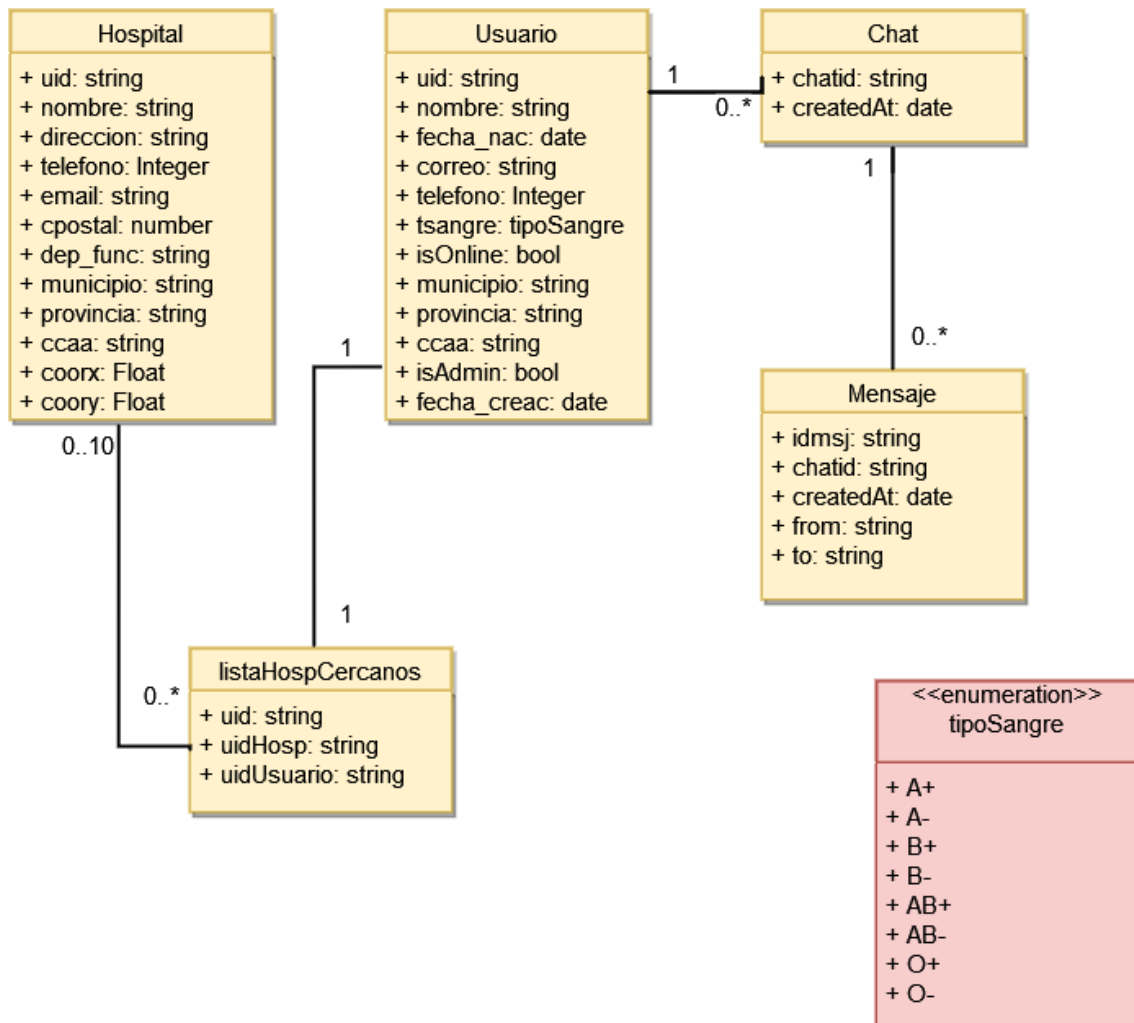 Hospital
+ uid: string
+ nombre: string
+ direccion: string
+ telefono: Integer
+ email: string
+ cpostal: number
+ dep_func: string
+ municipio: string
+ provincia: string
+ ccaa: string
+ coorx: Float
+ coory: Float
0..10
Usuario
+ uid: string
+ nombre: string
+ fecha_nac: date
+ correo: string
+ telefono: Integer
+ tsangre: tipoSangre
+ isOnline: bool
+ municipio: string
+ provincia: string
+ ccaa: string
+ isAdmin: bool
+ fecha_creac: date
1
0..*
Chat
+ chatid: string
+ createdAt: date
1
0..*
Mensaje
+ idmsj: string
+ chatid: string
+ createdAt: date
+ from: string
+ to: string
1
1
0..*
listaHospCercanos
+ uid: string
+ uidHosp: string
+ uidUsuario: string
<<enumeration>>
tipoSangre
+ A+
+ A-
+ B+
+ B-
+ AB+
+ AB-
+ O+
+ O-